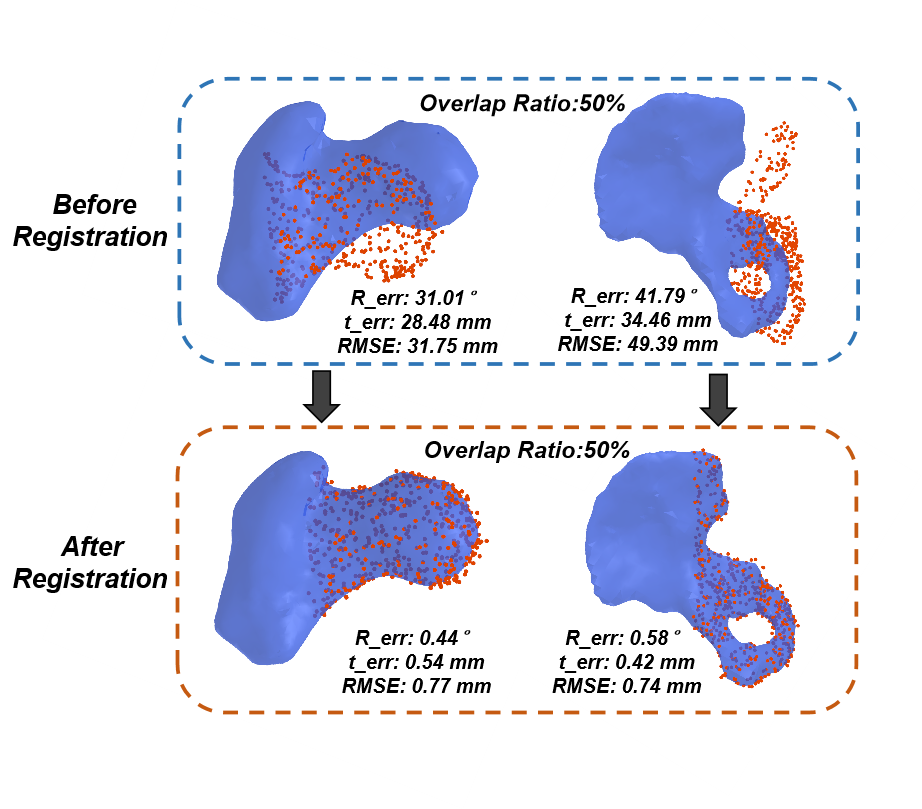 Overlap Ratio:50%
Before
Registration
R_err: 31.01 °
t_err: 28.48 mm
RMSE: 31.75 mm
R_err: 41.79 °
t_err: 34.46 mm
RMSE: 49.39 mm
Overlap Ratio:50%
After
Registration
R_err: 0.44 °
t_err: 0.54 mm
RMSE: 0.77 mm
R_err: 0.58 °
t_err: 0.42 mm
RMSE: 0.74 mm